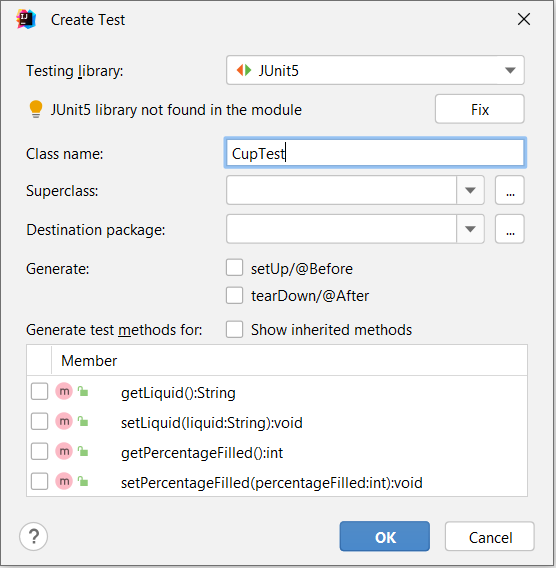 Create Test
Testing library: JUnit5
JUnit5 library not found in the module Fix
Class name: CupTest
Superclass: ...
Destination package: ...
Generate: setUp/@Before
tearDown/@After
Generate test methods for: Show inherited methods
Member
m getLiquid():String
m setLiquid(liquid:String):void
m getPercentageFilled():int
m setPercentageFilled(percentageFilled:int):void
? OK Cancel